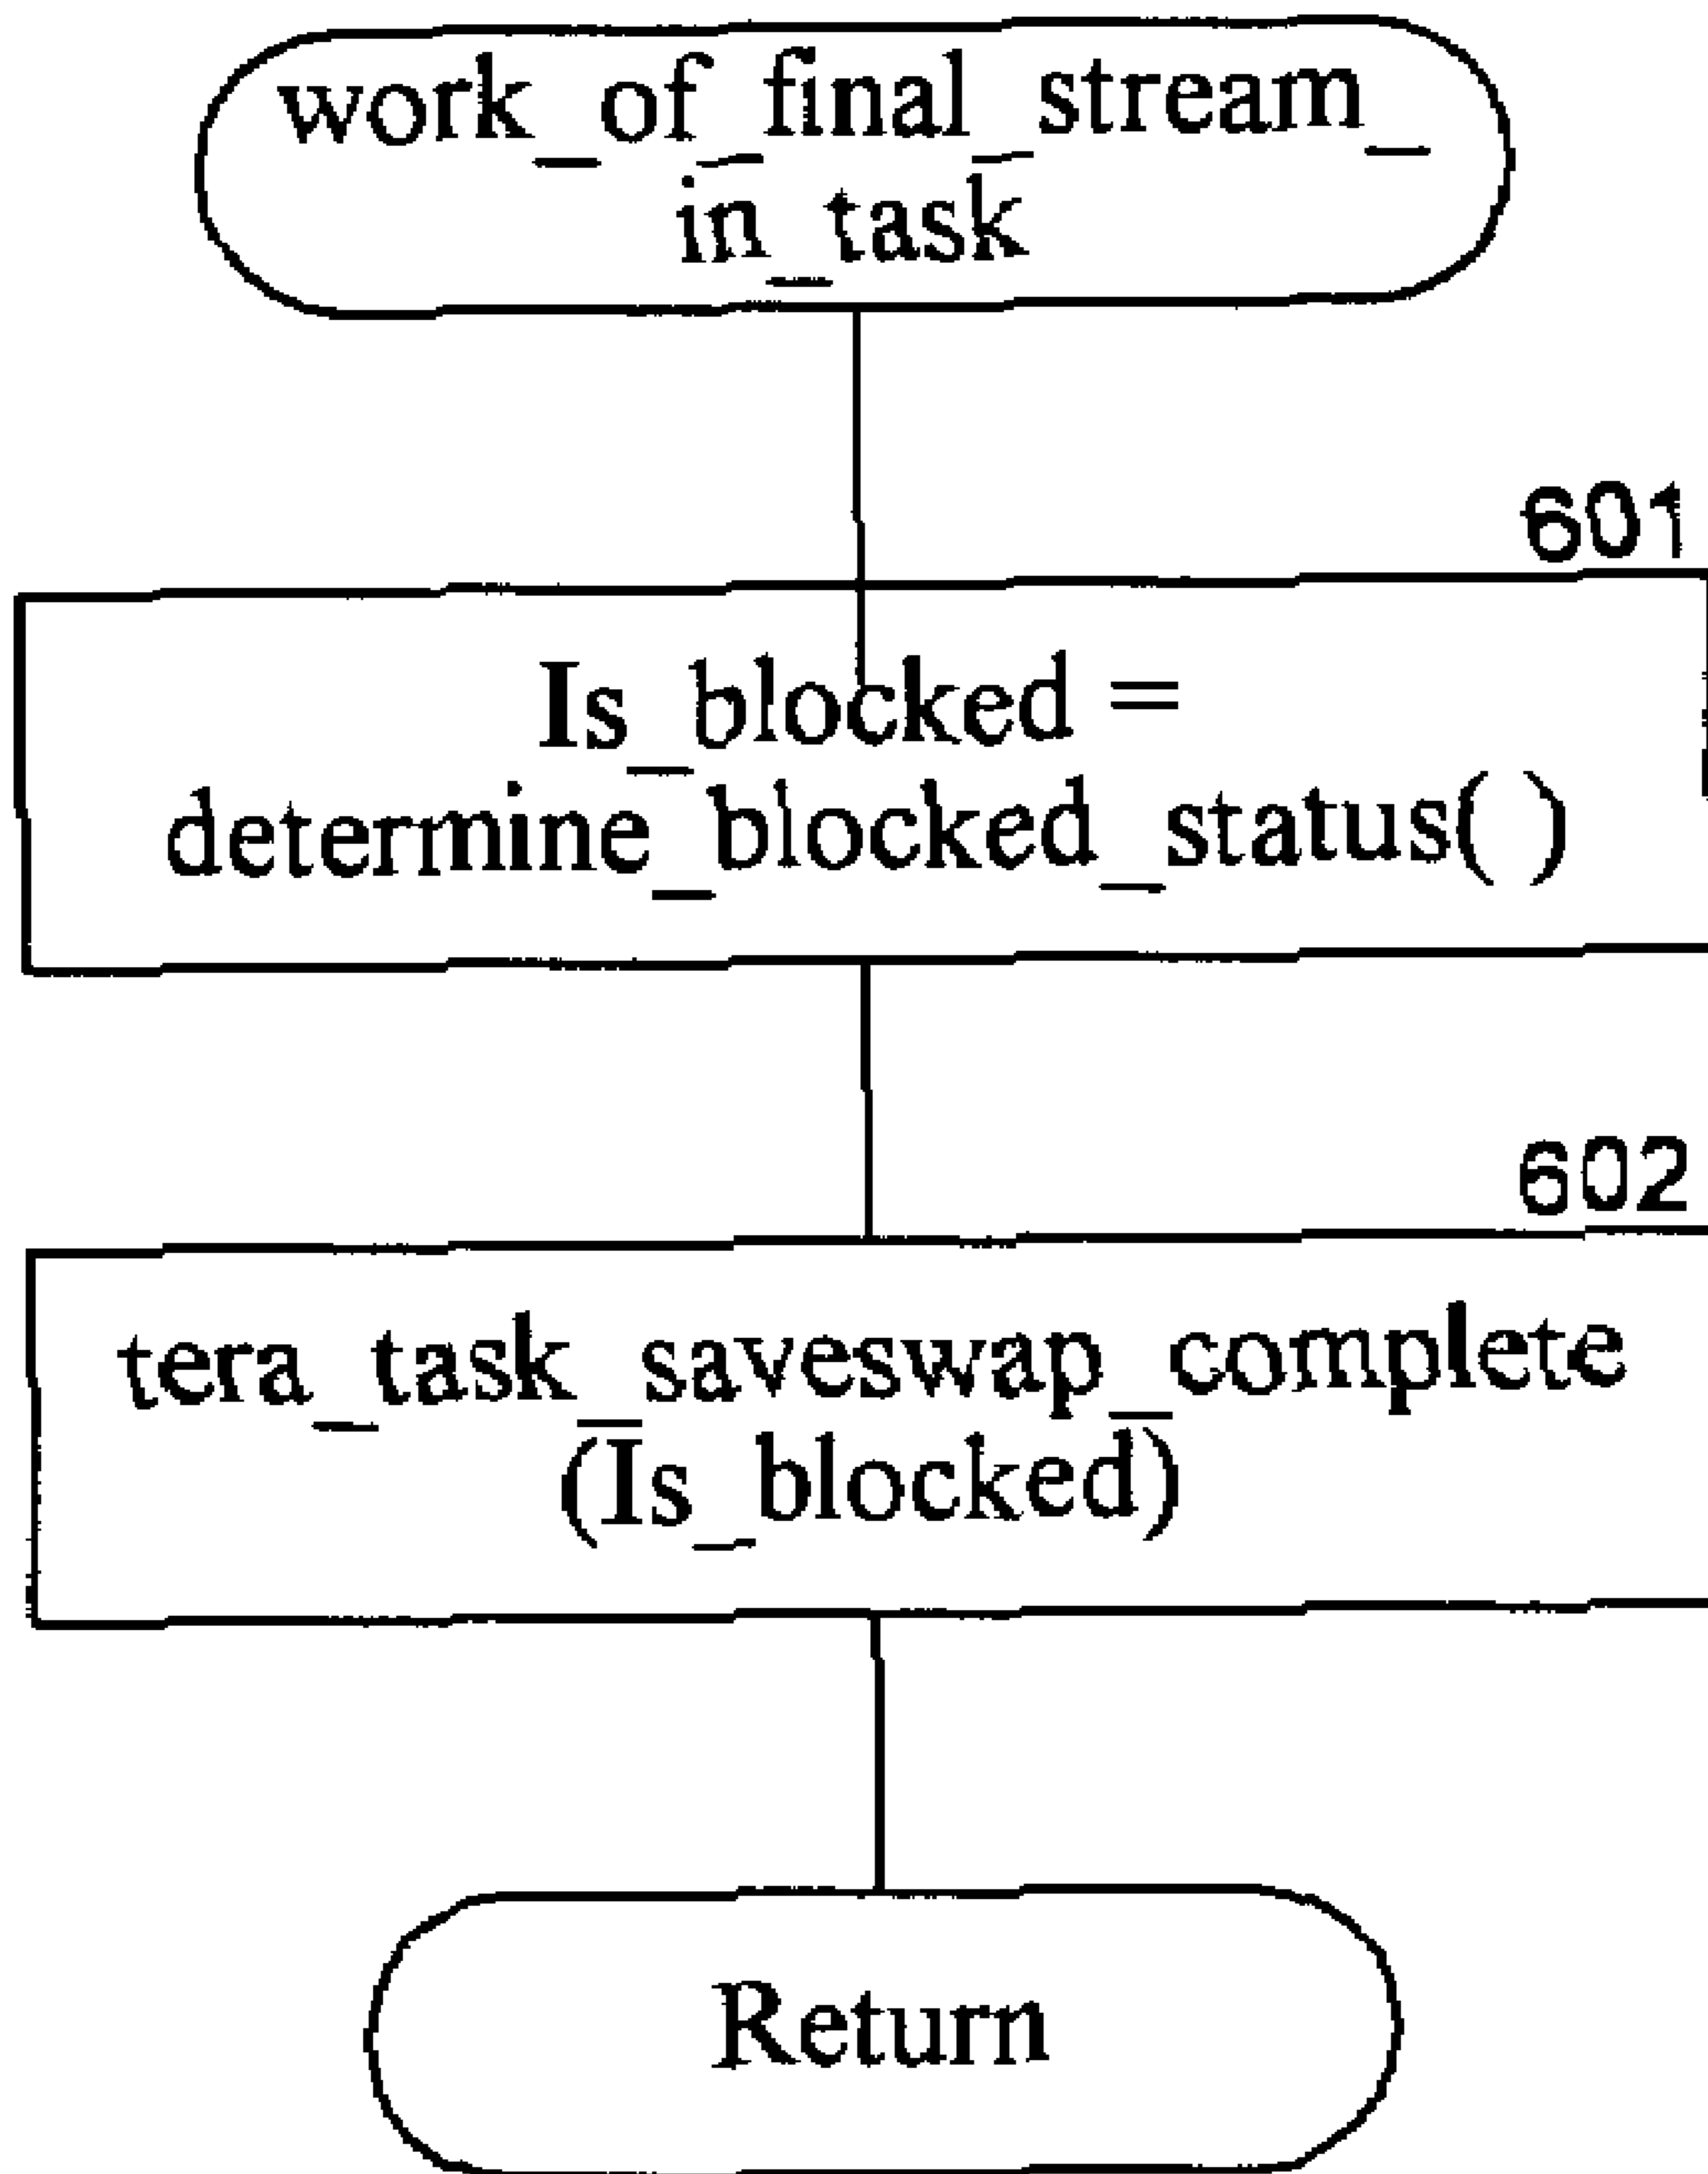 work_of_final_stream_
in_task
601
Is_blocked =
determine_blocked_status( )
602
tera_task_saveswap_complete
(Is_blocked)
Return